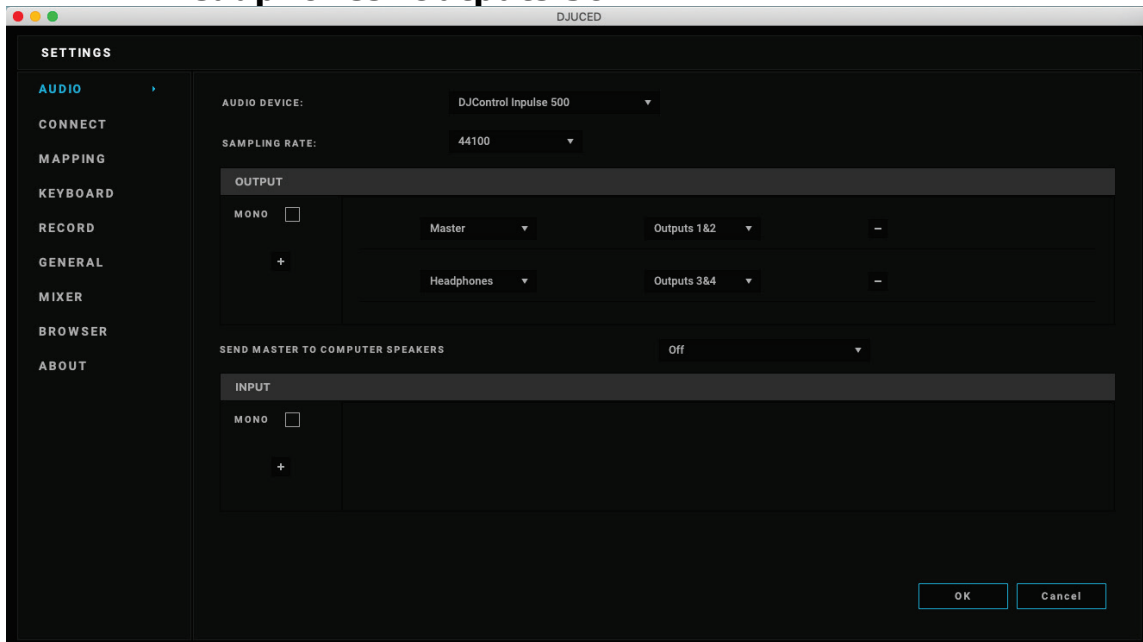 DJUCED
SETTINGS
AUDIO
CONNECT
MAPPING
KEYBOARD
RECORD
GENERAL
MIXER
BROWSER
ABOUT
AUDIO DEVICE: DJControl Inpulse 500
SAMPLING RATE: 44100
OUTPUT
MONO
+
Master Outputs 1&2 −
Headphones Outputs 3&4 −
SEND MASTER TO COMPUTER SPEAKERS Off
INPUT
MONO
+
OK Cancel